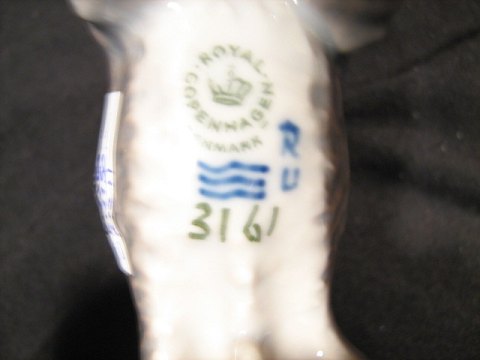 ROYAL
COPENHAGEN
DENMARK
RU
3161